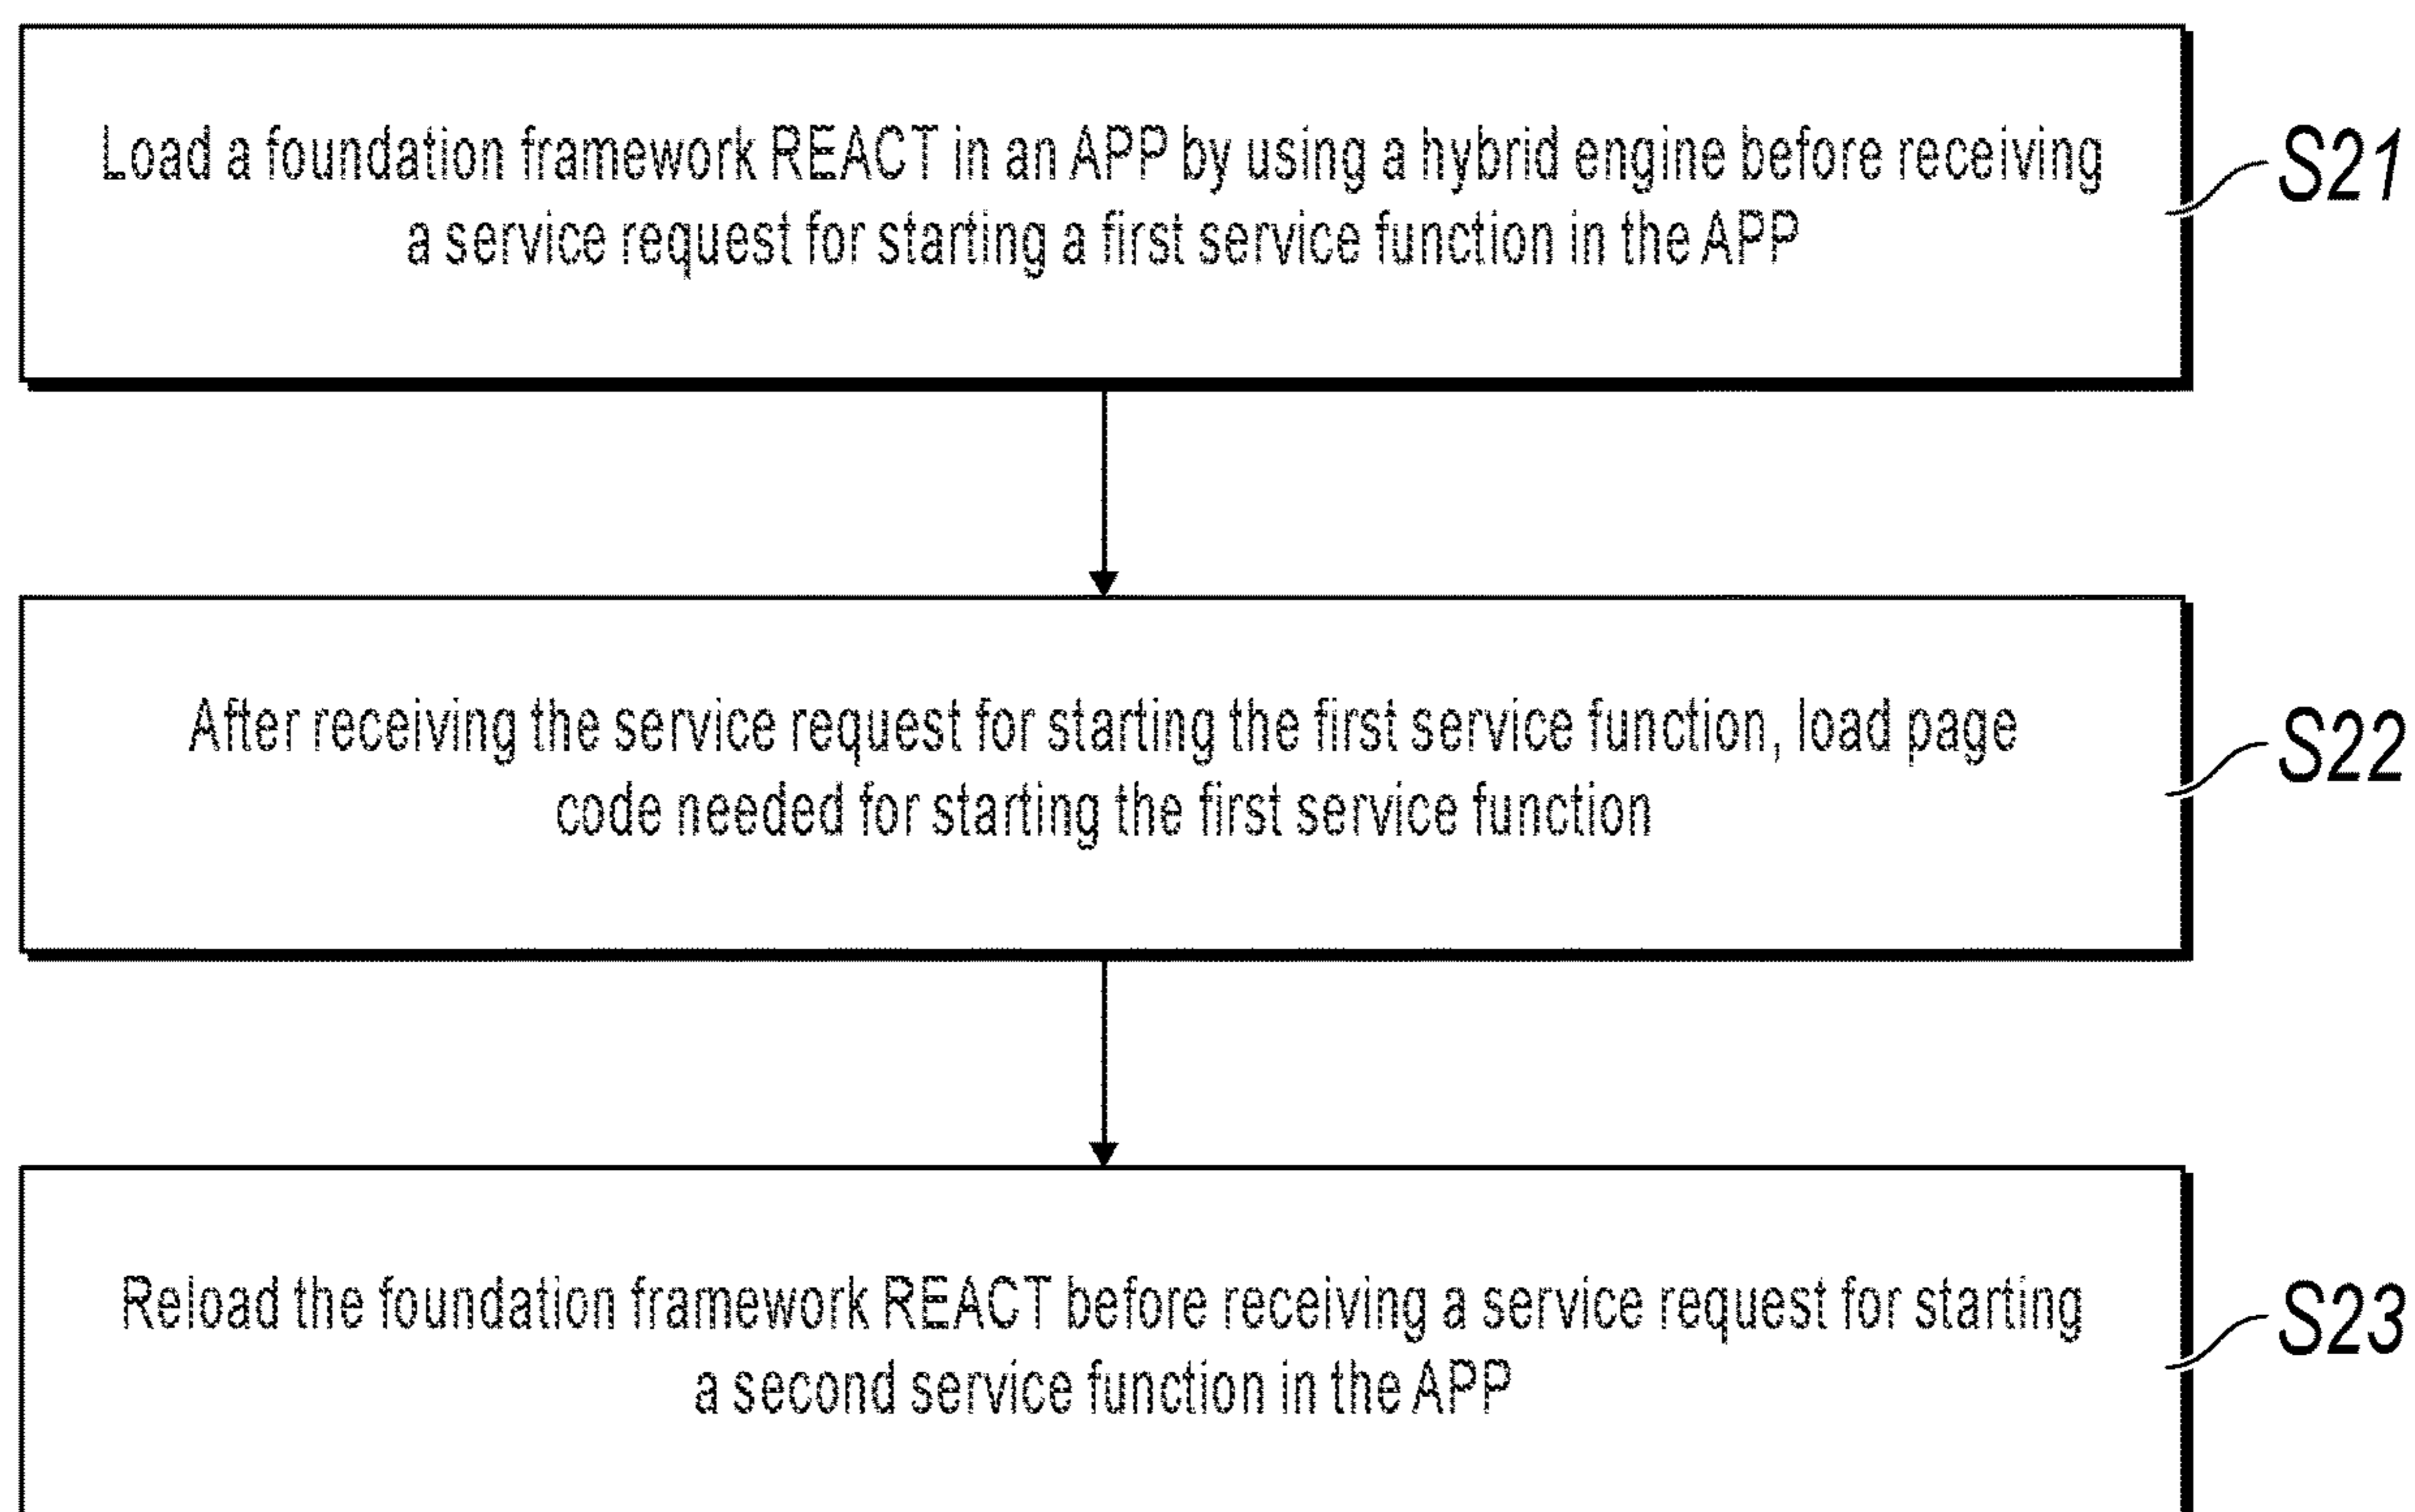 Load a foundation framework REACT in an APP by using a hybrid engine before receiving
a service request for starting a first service function in the APP
S21
After receiving the service request for starting the first service function, load page
code needed for starting the first service function
S22
Reload the foundation framework REACT before receiving a service request for starting
a second service function in the APP
S23